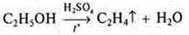 C₂H₅OH →(H₂SO₄ / t°) C₂H₄↑ + H₂O